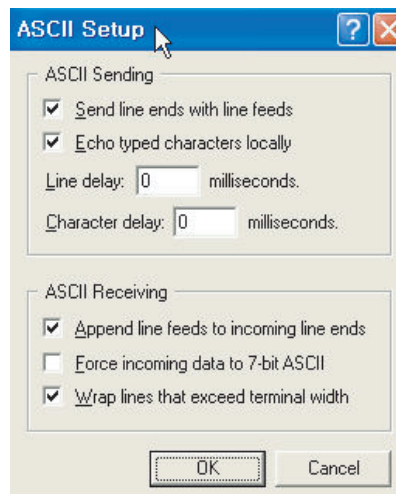 ASCII Setup
ASCII Sending
Send line ends with line feeds
Echo typed characters locally
Line delay: 0 milliseconds.
Character delay: 0 milliseconds.
ASCII Receiving
Append line feeds to incoming line ends
Force incoming data to 7-bit ASCII
Wrap lines that exceed terminal width
OK Cancel